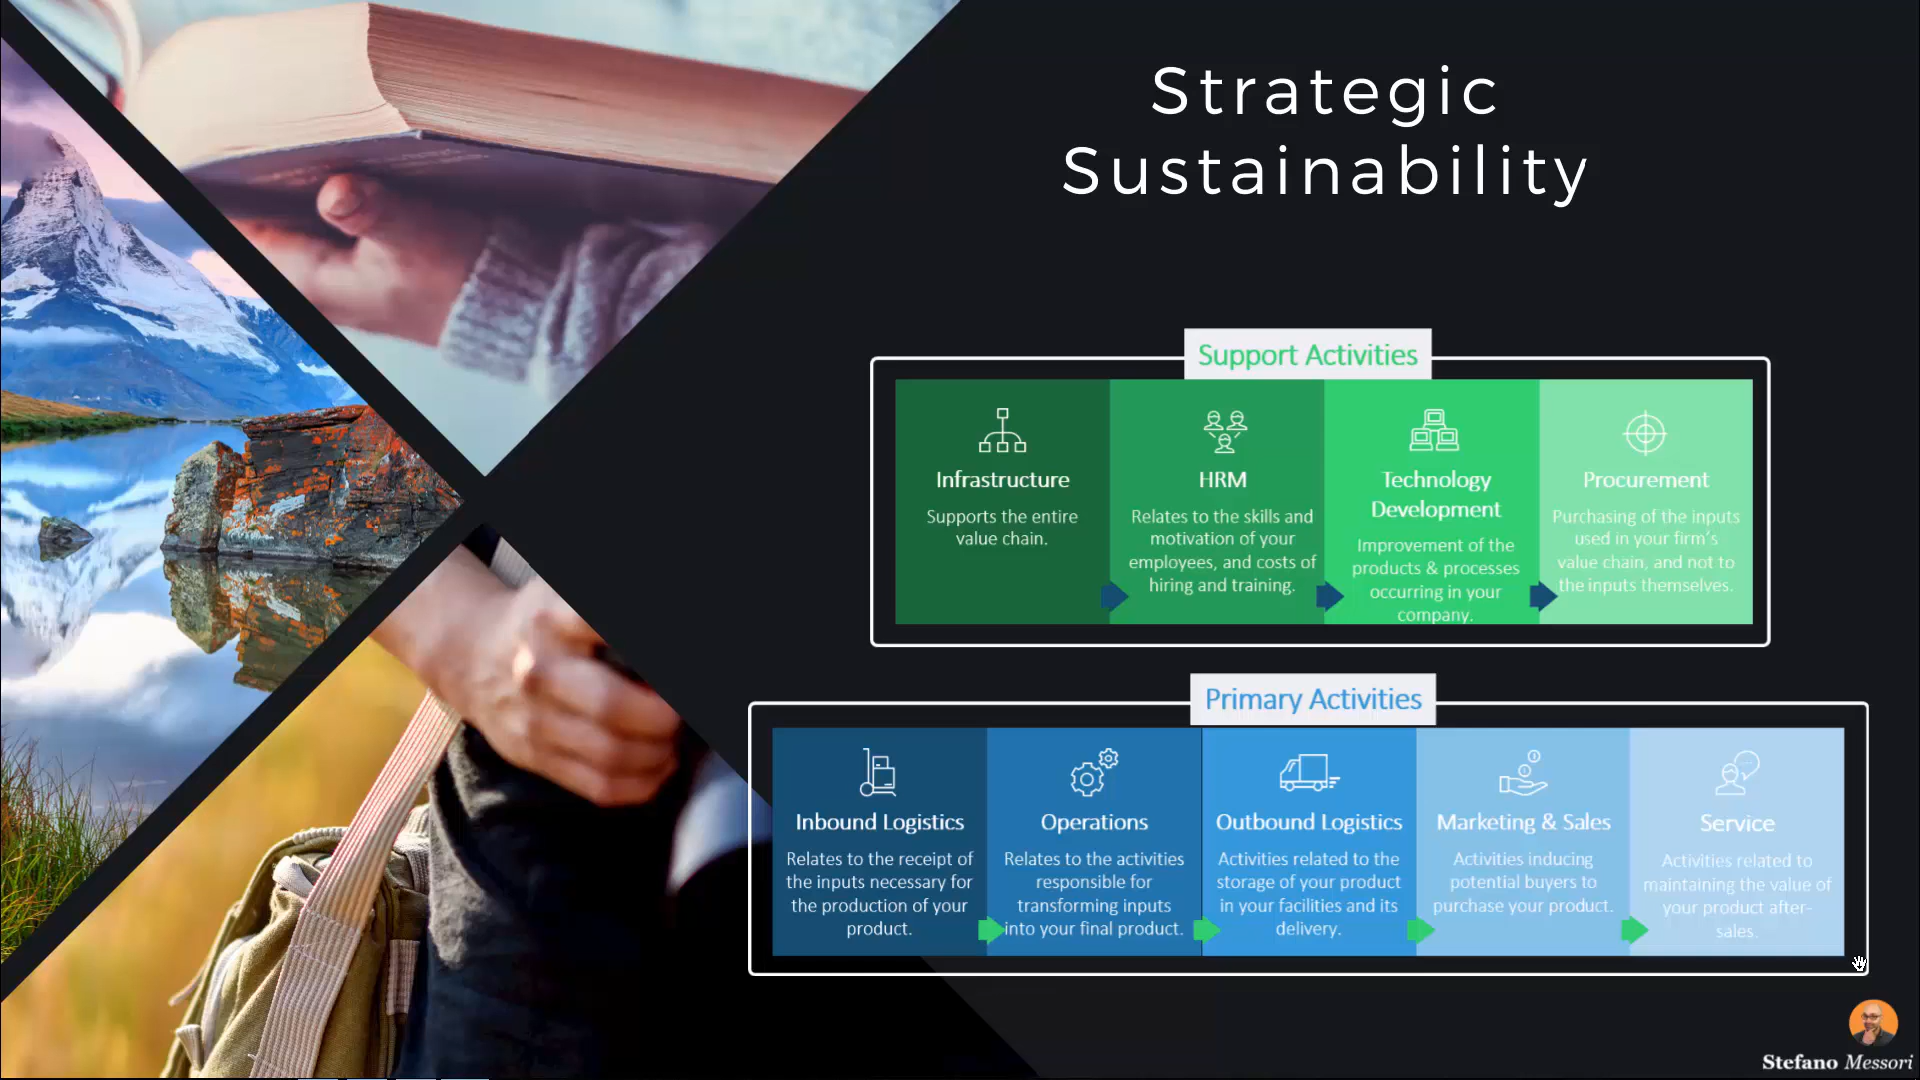 Strategic
Sustainability
Support Activities
Infrastructure
Supports the entire
value chain.
HRM
Relates to the skills and
motivation of your
employees, and costs of
hiring and training.
Technology
Development
Improvement of the
products & processes
occurring in your
company.
Procurement
Purchasing of the inputs
used in your firm's
value chain, and not to
the inputs themselves.
Primary Activities
Inbound Logistics
Relates to the receipt of
the inputs necessary for
the production of your
product.
Operations
Relates to the activities
responsible for
transforming inputs
into your final product.
Outbound Logistics
Activities related to the
storage of your product
in your facilities and its
delivery.
Marketing & Sales
Activities inducing
potential buyers to
purchase your product.
Service
Activities related to
maintaining the value of
your product after-
sales.
Stefano Messori